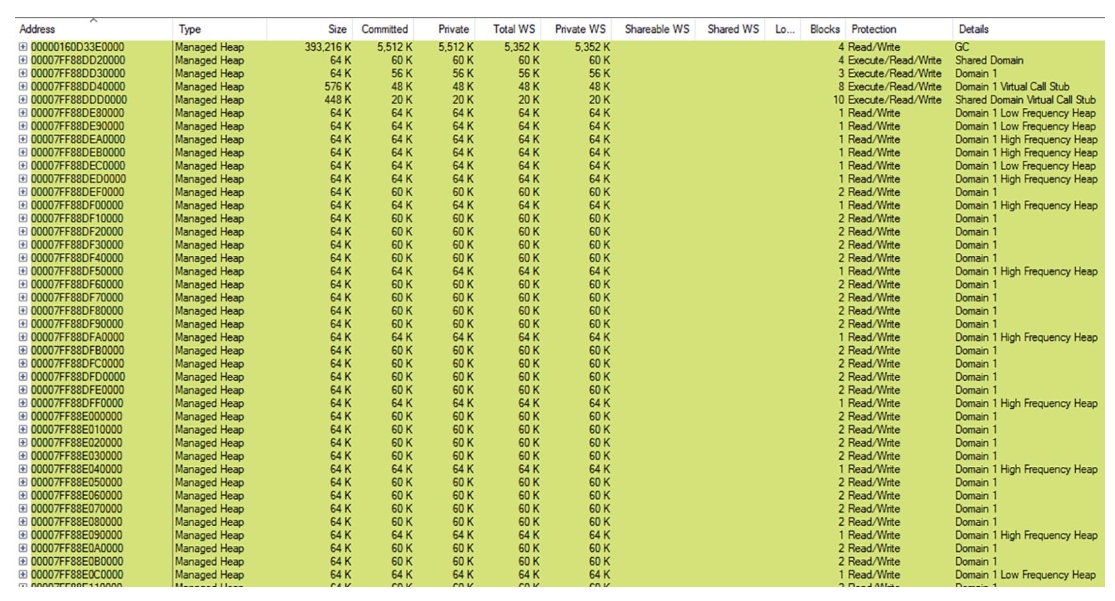 Address Type Size Committed Private Total WS Private WS Shareable WS Shared WS Lo... Blocks Protection Details
00000160D33E0000 Managed Heap 393,216 K 5,512 K 5,512 K 5,352 K 5,352 K 4 Read/Write GC
00007FF88DD20000 Managed Heap 64 K 60 K 60 K 60 K 60 K 4 Execute/Read/Write Shared Domain
00007FF88DD30000 Managed Heap 64 K 56 K 56 K 56 K 56 K 3 Execute/Read/Write Domain 1
00007FF88DD40000 Managed Heap 576 K 48 K 48 K 48 K 48 K 8 Execute/Read/Write Domain 1 Virtual Call Stub
00007FF88DDD0000 Managed Heap 448 K 20 K 20 K 20 K 20 K 10 Execute/Read/Write Shared Domain Virtual Call Stub
00007FF88DE80000 Managed Heap 64 K 64 K 64 K 64 K 64 K 1 Read/Write Domain 1 Low Frequency Heap
00007FF88DE90000 Managed Heap 64 K 64 K 64 K 64 K 64 K 1 Read/Write Domain 1 Low Frequency Heap
00007FF88DEA0000 Managed Heap 64 K 64 K 64 K 64 K 64 K 1 Read/Write Domain 1 High Frequency Heap
00007FF88DEB0000 Managed Heap 64 K 64 K 64 K 64 K 64 K 1 Read/Write Domain 1 High Frequency Heap
00007FF88DEC0000 Managed Heap 64 K 64 K 64 K 64 K 64 K 1 Read/Write Domain 1 Low Frequency Heap
00007FF88DED0000 Managed Heap 64 K 64 K 64 K 64 K 64 K 1 Read/Write Domain 1 High Frequency Heap
00007FF88DEF0000 Managed Heap 64 K 60 K 60 K 60 K 60 K 2 Read/Write Domain 1
00007FF88DF00000 Managed Heap 64 K 64 K 64 K 64 K 64 K 1 Read/Write Domain 1 High Frequency Heap
00007FF88DF10000 Managed Heap 64 K 60 K 60 K 60 K 60 K 2 Read/Write Domain 1
00007FF88DF20000 Managed Heap 64 K 60 K 60 K 60 K 60 K 2 Read/Write Domain 1
00007FF88DF30000 Managed Heap 64 K 60 K 60 K 60 K 60 K 2 Read/Write Domain 1
00007FF88DF40000 Managed Heap 64 K 60 K 60 K 60 K 60 K 2 Read/Write Domain 1
00007FF88DF50000 Managed Heap 64 K 64 K 64 K 64 K 64 K 1 Read/Write Domain 1 High Frequency Heap
00007FF88DF60000 Managed Heap 64 K 60 K 60 K 60 K 60 K 2 Read/Write Domain 1
00007FF88DF70000 Managed Heap 64 K 60 K 60 K 60 K 60 K 2 Read/Write Domain 1
00007FF88DF80000 Managed Heap 64 K 60 K 60 K 60 K 60 K 2 Read/Write Domain 1
00007FF88DF90000 Managed Heap 64 K 60 K 60 K 60 K 60 K 2 Read/Write Domain 1
00007FF88DFA0000 Managed Heap 64 K 64 K 64 K 64 K 64 K 1 Read/Write Domain 1 High Frequency Heap
00007FF88DFB0000 Managed Heap 64 K 60 K 60 K 60 K 60 K 2 Read/Write Domain 1
00007FF88DFC0000 Managed Heap 64 K 60 K 60 K 60 K 60 K 2 Read/Write Domain 1
00007FF88DFD0000 Managed Heap 64 K 60 K 60 K 60 K 60 K 2 Read/Write Domain 1
00007FF88DFE0000 Managed Heap 64 K 60 K 60 K 60 K 60 K 2 Read/Write Domain 1
00007FF88DFF0000 Managed Heap 64 K 64 K 64 K 64 K 64 K 1 Read/Write Domain 1 High Frequency Heap
00007FF88E000000 Managed Heap 64 K 60 K 60 K 60 K 60 K 2 Read/Write Domain 1
00007FF88E010000 Managed Heap 64 K 60 K 60 K 60 K 60 K 2 Read/Write Domain 1
00007FF88E020000 Managed Heap 64 K 60 K 60 K 60 K 60 K 2 Read/Write Domain 1
00007FF88E030000 Managed Heap 64 K 60 K 60 K 60 K 60 K 2 Read/Write Domain 1
00007FF88E040000 Managed Heap 64 K 64 K 64 K 64 K 64 K 1 Read/Write Domain 1 High Frequency Heap
00007FF88E050000 Managed Heap 64 K 60 K 60 K 60 K 60 K 2 Read/Write Domain 1
00007FF88E060000 Managed Heap 64 K 60 K 60 K 60 K 60 K 2 Read/Write Domain 1
00007FF88E070000 Managed Heap 64 K 60 K 60 K 60 K 60 K 2 Read/Write Domain 1
00007FF88E080000 Managed Heap 64 K 60 K 60 K 60 K 60 K 2 Read/Write Domain 1
00007FF88E090000 Managed Heap 64 K 64 K 64 K 64 K 64 K 1 Read/Write Domain 1 High Frequency Heap
00007FF88E0A0000 Managed Heap 64 K 60 K 60 K 60 K 60 K 2 Read/Write Domain 1
00007FF88E0B0000 Managed Heap 64 K 60 K 60 K 60 K 60 K 2 Read/Write Domain 1
00007FF88E0C0000 Managed Heap 64 K 64 K 64 K 64 K 64 K 1 Read/Write Domain 1 Low Frequency Heap